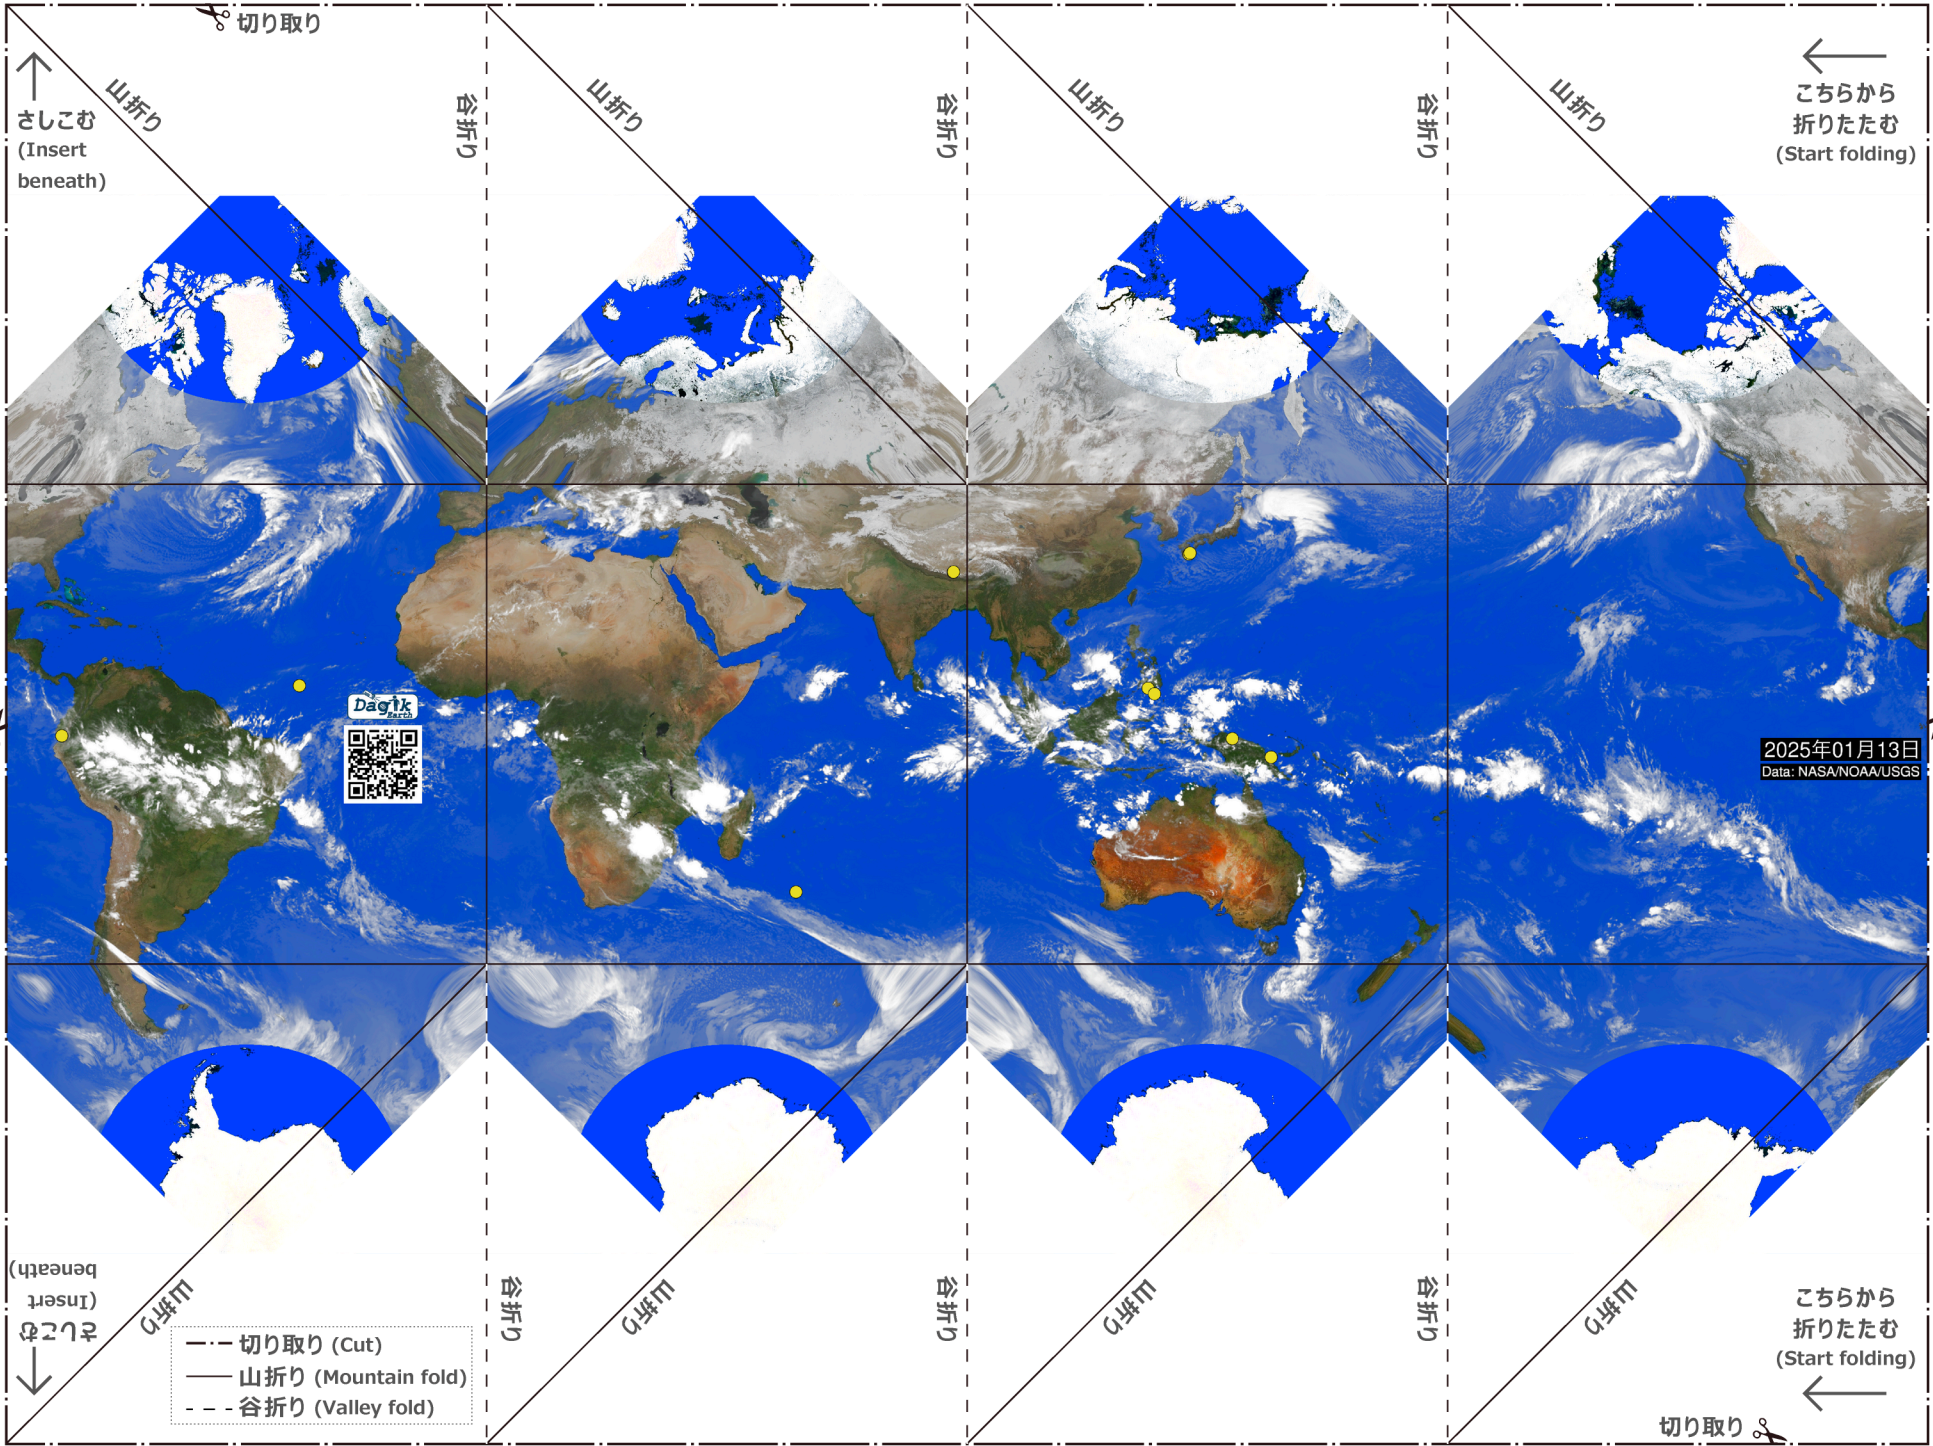 切り取り
山折り
谷折り
山折り
谷折り
山折り
谷折り
山折り
さしこむ
(Insert
beneath)
こちらから
折りたたむ
(Start folding)
Dagik
Earth
2025年01月13日
Data: NASA/NOAA/USGS
さしこむ
(Insert
beneath)
山折り
谷折り
山折り
谷折り
山折り
谷折り
山折り
こちらから
折りたたむ
(Start folding)
切り取り (Cut)
山折り (Mountain fold)
谷折り (Valley fold)
切り取り